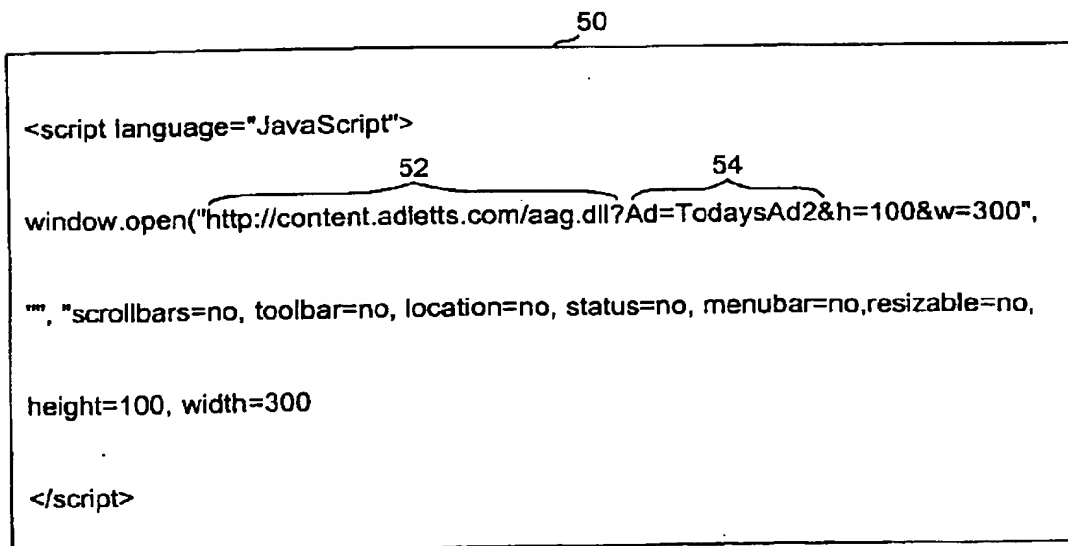 50
<script language="JavaScript">
52 54
window.open("http://content.adletts.com/aag.dll?Ad=TodaysAd2&h=100&w=300",
"", "scrollbars=no, toolbar=no, location=no, status=no, menubar=no,resizable=no,
height=100, width=300
</script>